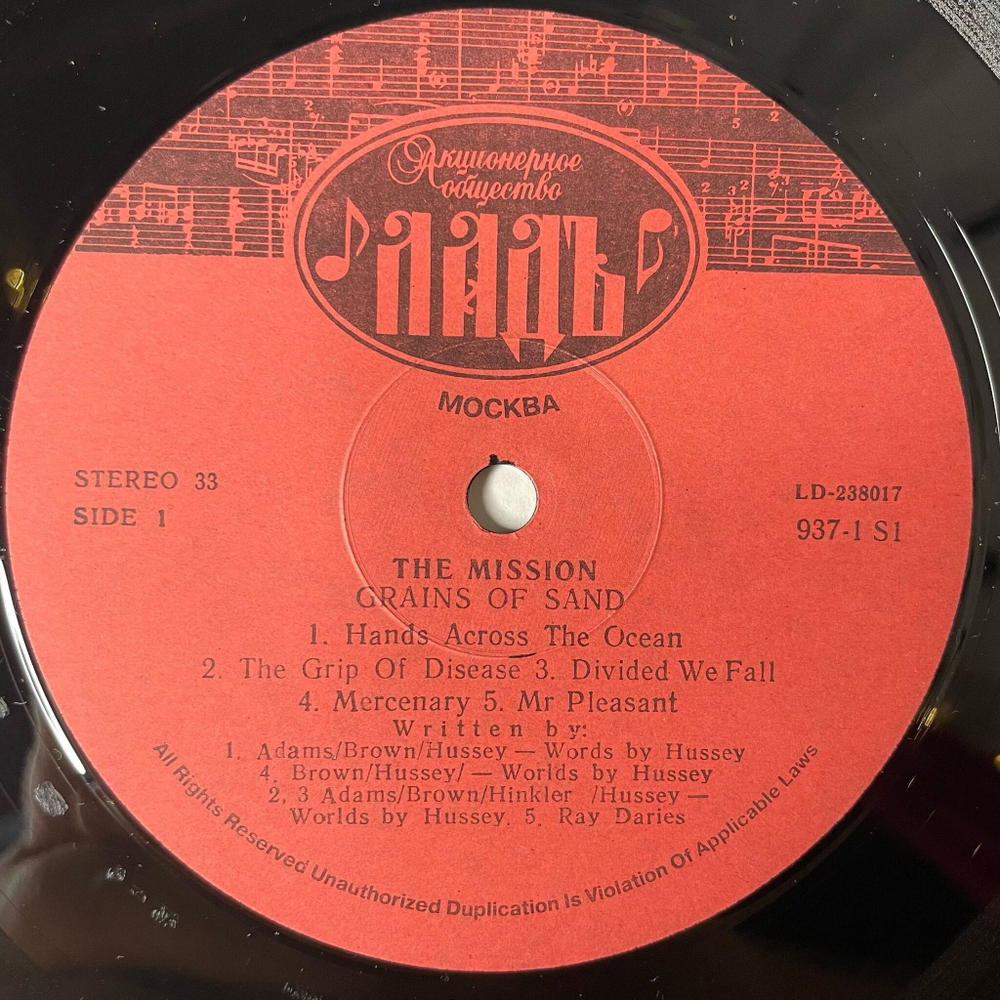 Акционерное
общество
ЛАДЪ
МОСКВА
STEREO 33
SIDE 1
LD-238017
937-1 S1
THE MISSION
GRAINS OF SAND
1. Hands Across The Ocean
2. The Grip Of Disease 3. Divided We Fall
4. Mercenary 5. Mr Pleasant
Written by:
1. Adams/Brown/Hussey — Words by Hussey
4. Brown/Hussey/ — Worlds by Hussey
2, 3 Adams/Brown/Hinkler /Hussey —
Worlds by Hussey. 5. Ray Daries
All Rights Reserved Unauthorized Duplication Is Violation Of Applicable Laws